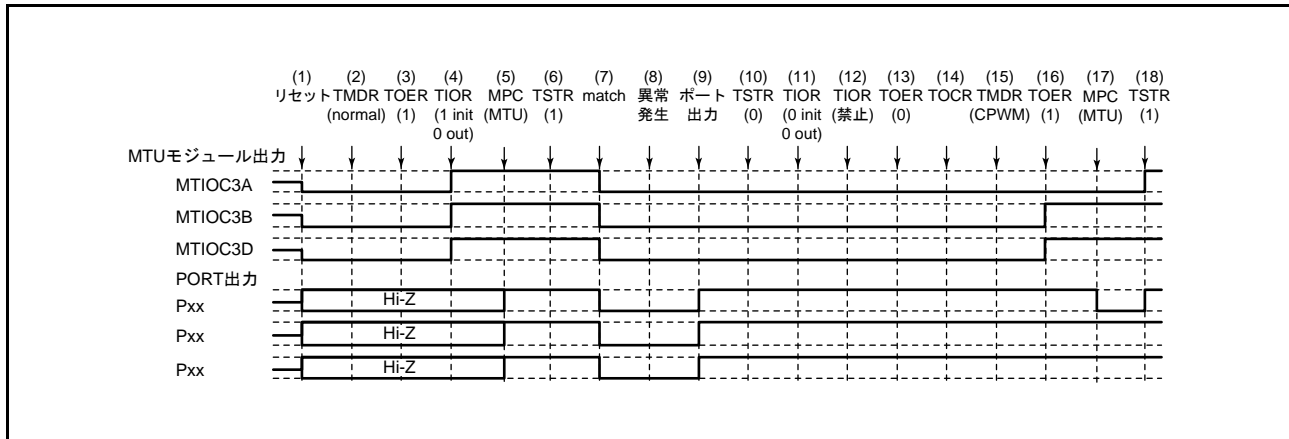 (1) (2) (3) (4) (5) (6) (7) (8) (9) (10) (11) (12) (13) (14) (15) (16) (17) (18)
リセット TMDR TOER TIOR MPC TSTR match 異常 ポート TSTR TIOR TIOR TOER TOCR TMDR TOER MPC TSTR
(normal) (1) (1 init (MTU) (1) 発生 出力 (0) (0 init (禁止) (0) (CPWM) (1) (MTU) (1)
0 out) 0 out)
MTUモジュール出力
MTIOC3A
MTIOC3B
MTIOC3D
PORT出力
Pxx Hi-Z
Pxx Hi-Z
Pxx Hi-Z